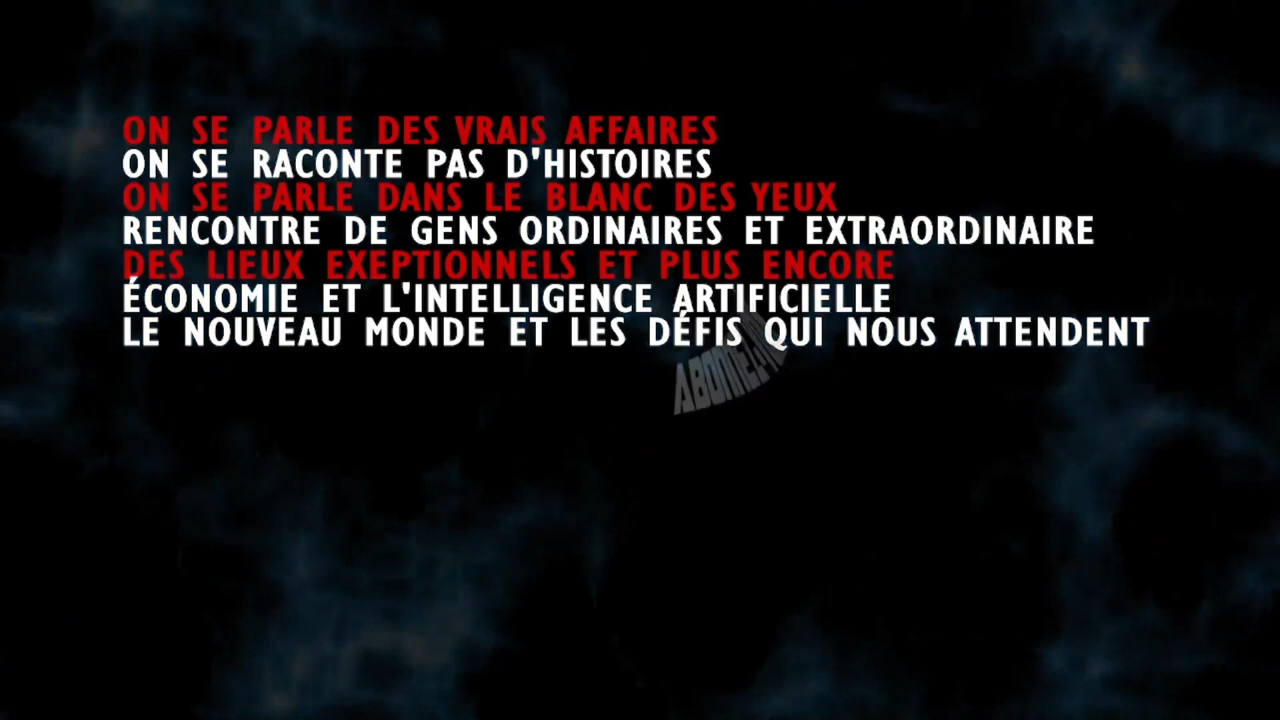 ON SE PARLE DES VRAIS AFFAIRES
ON SE RACONTE PAS D'HISTOIRES
ON SE PARLE DANS LE BLANC DES YEUX
RENCONTRE DE GENS ORDINAIRES ET EXTRAORDINAIRE
DES LIEUX EXEPTIONNELS ET PLUS ENCORE
ÉCONOMIE ET L'INTELLIGENCE ARTIFICIELLE
LE NOUVEAU MONDE ET LES DÉFIS QUI NOUS ATTENDENT